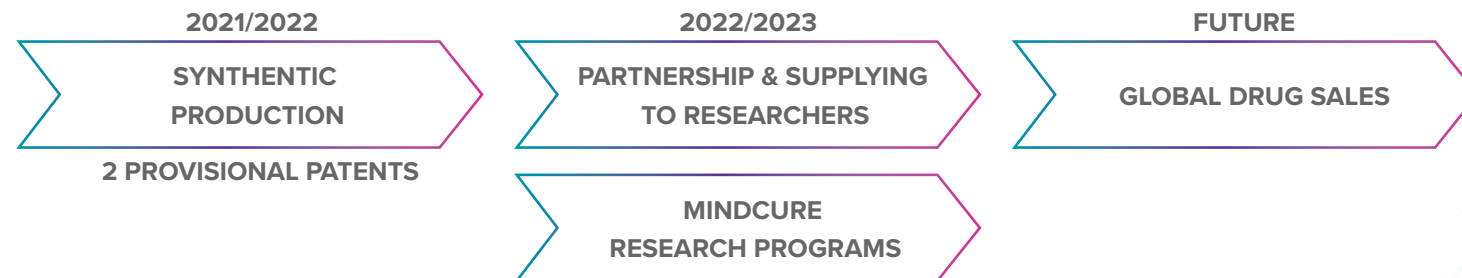 2021/2022
SYNTHENTIC
PRODUCTION
2 PROVISIONAL PATENTS
2022/2023
PARTNERSHIP & SUPPLYING
TO RESEARCHERS
MINDCURE
RESEARCH PROGRAMS
FUTURE
GLOBAL DRUG SALES